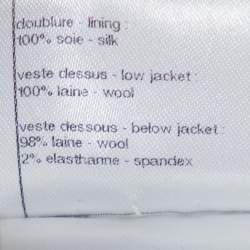 doublure - lining :
100% soie - silk
veste dessus - low jacket :
100% laine - wool
veste dessous - below jacket :
98% laine - wool
2% elasthanne - spandex